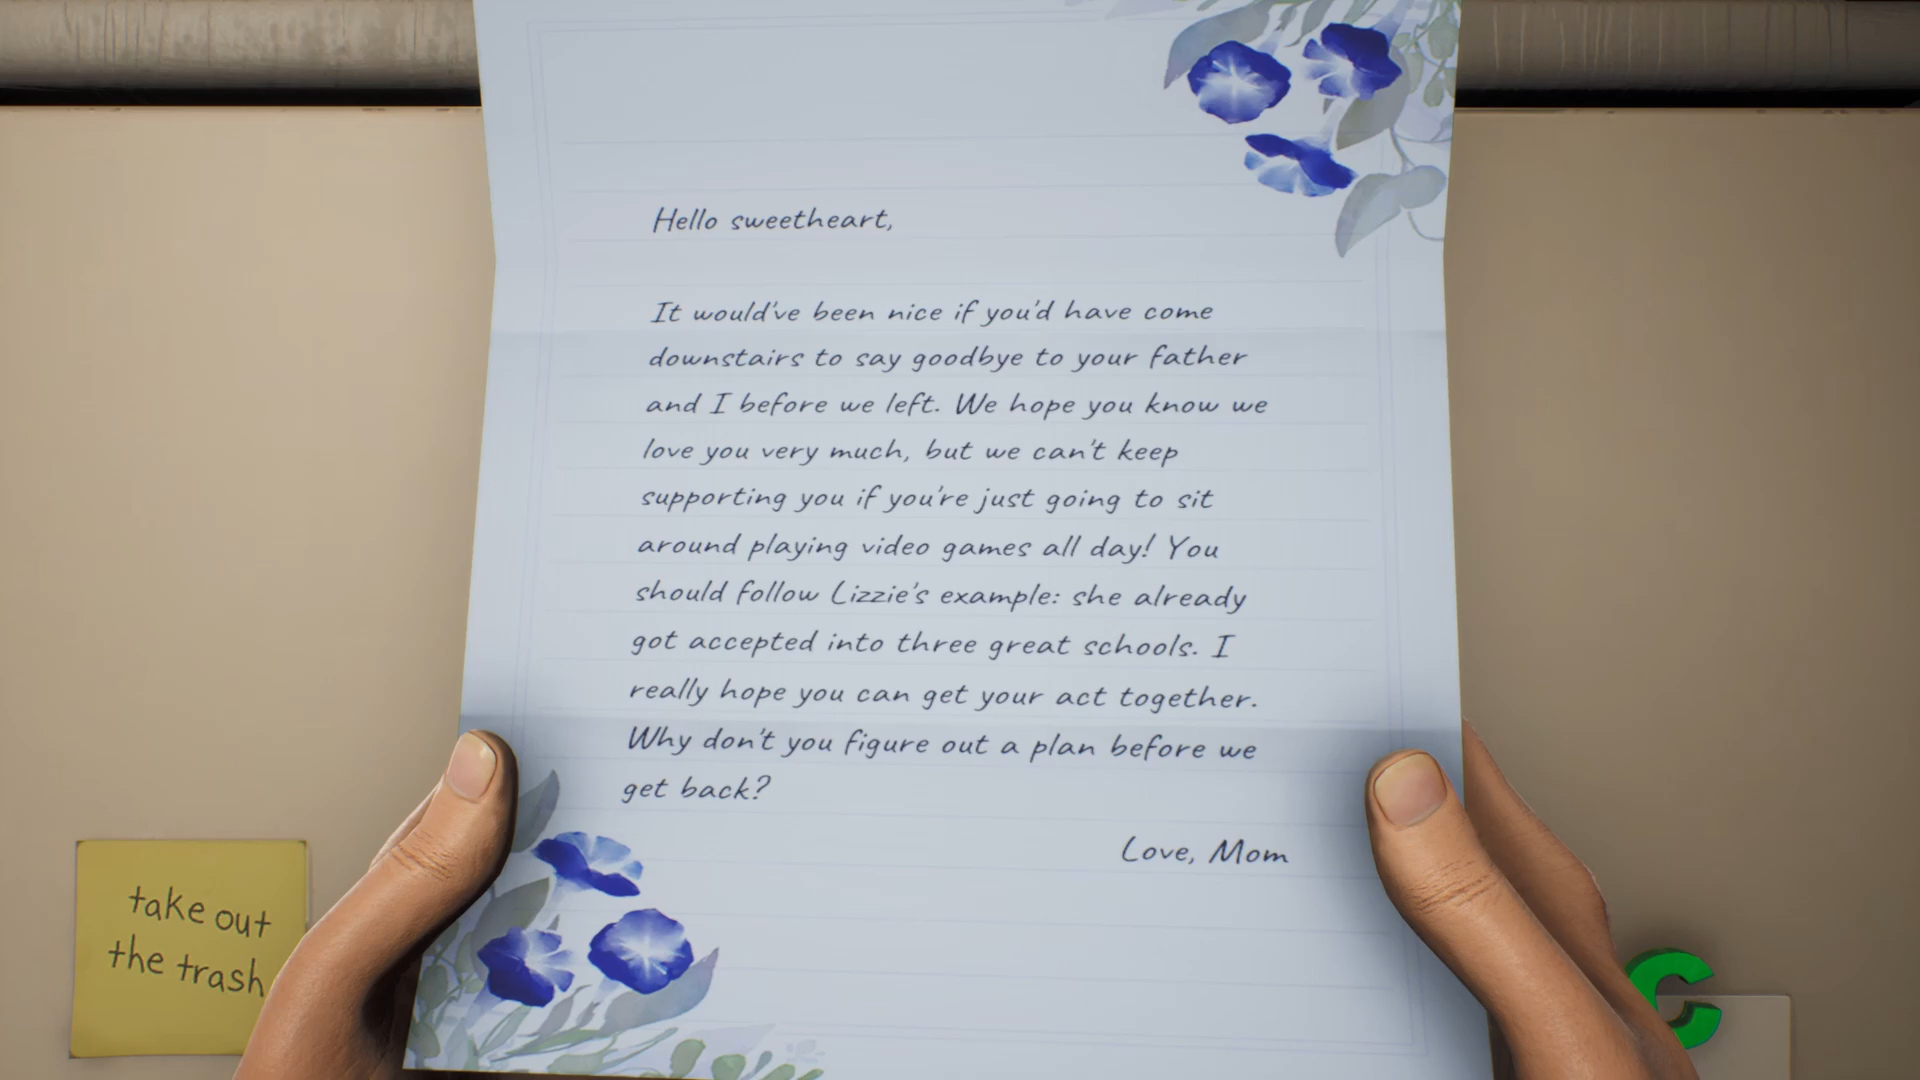 Hello sweetheart,
It would've been nice if you'd have come
downstairs to say goodbye to your father
and I before we left. We hope you know we
love you very much, but we can't keep
supporting you if you're just going to sit
around playing video games all day! You
should follow Lizzie's example: she already
got accepted into three great schools. I
really hope you can get your act together.
Why don't you figure out a plan before we
get back?
Love, Mom
take out
the trash
C